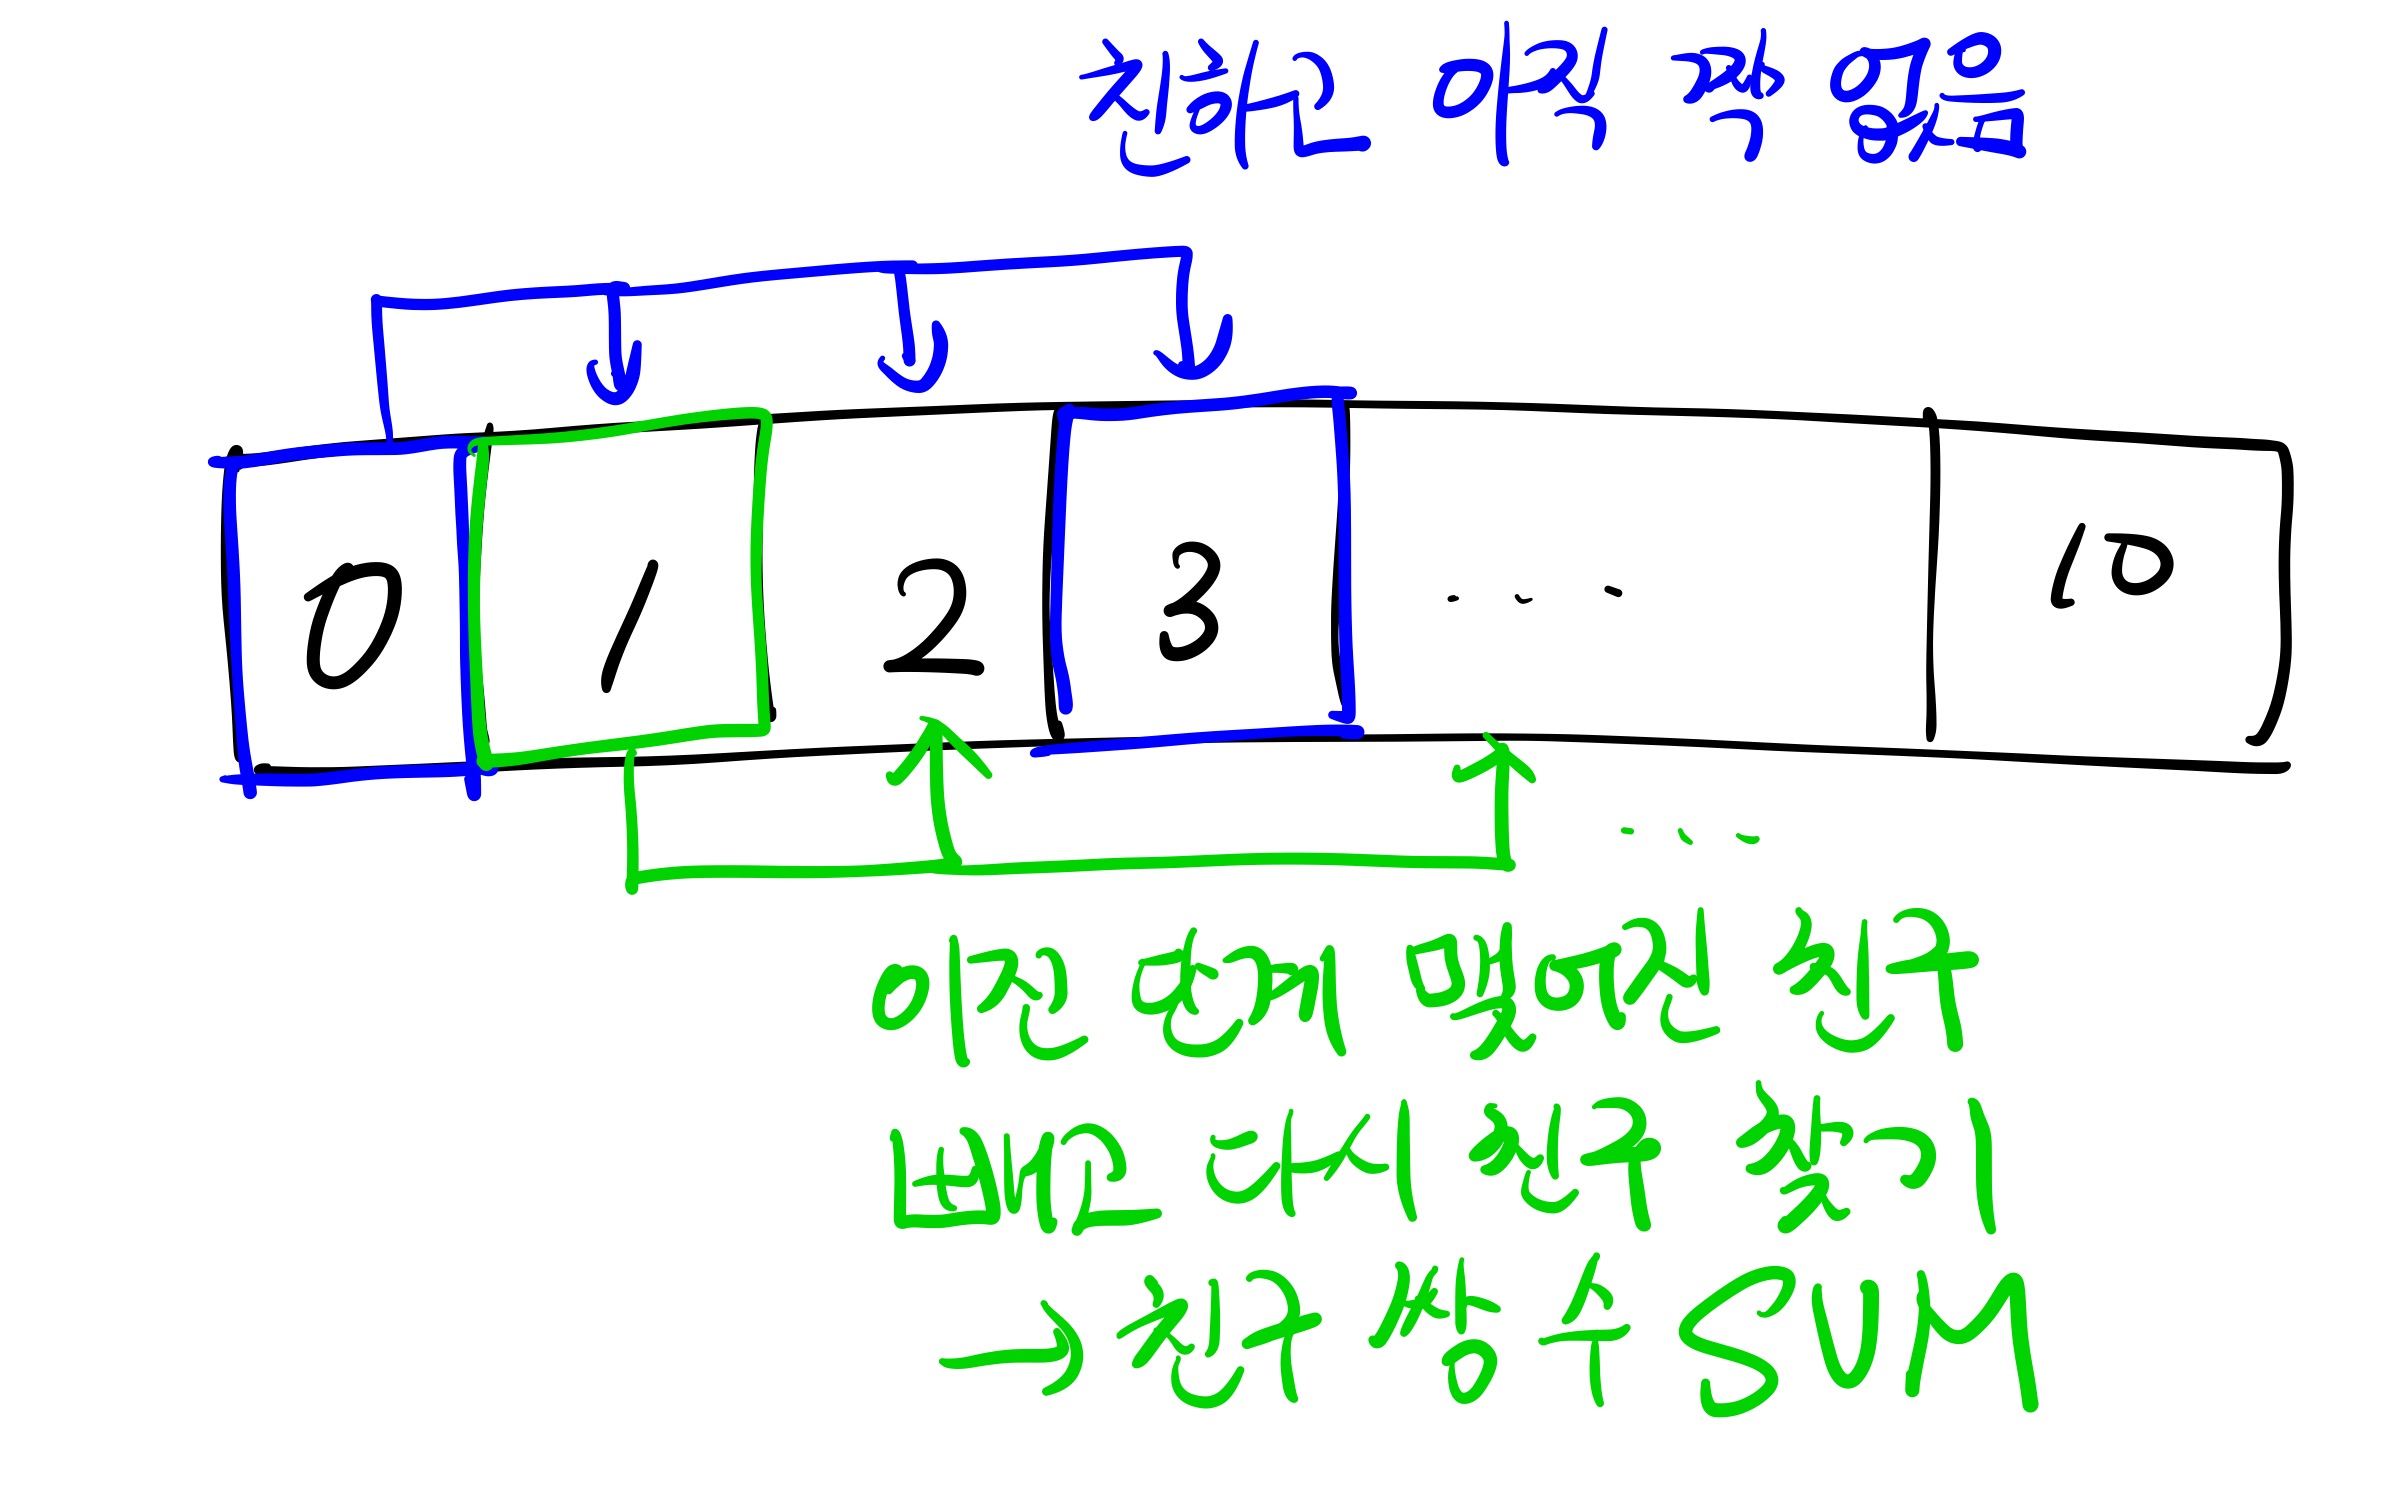 친하고 아직 짝 없음
0 1 2 3 ... 10
...
이전 단계 맺어진 친구
빼고 다시 친구 찾기
→ 친구 쌍 수 SUM